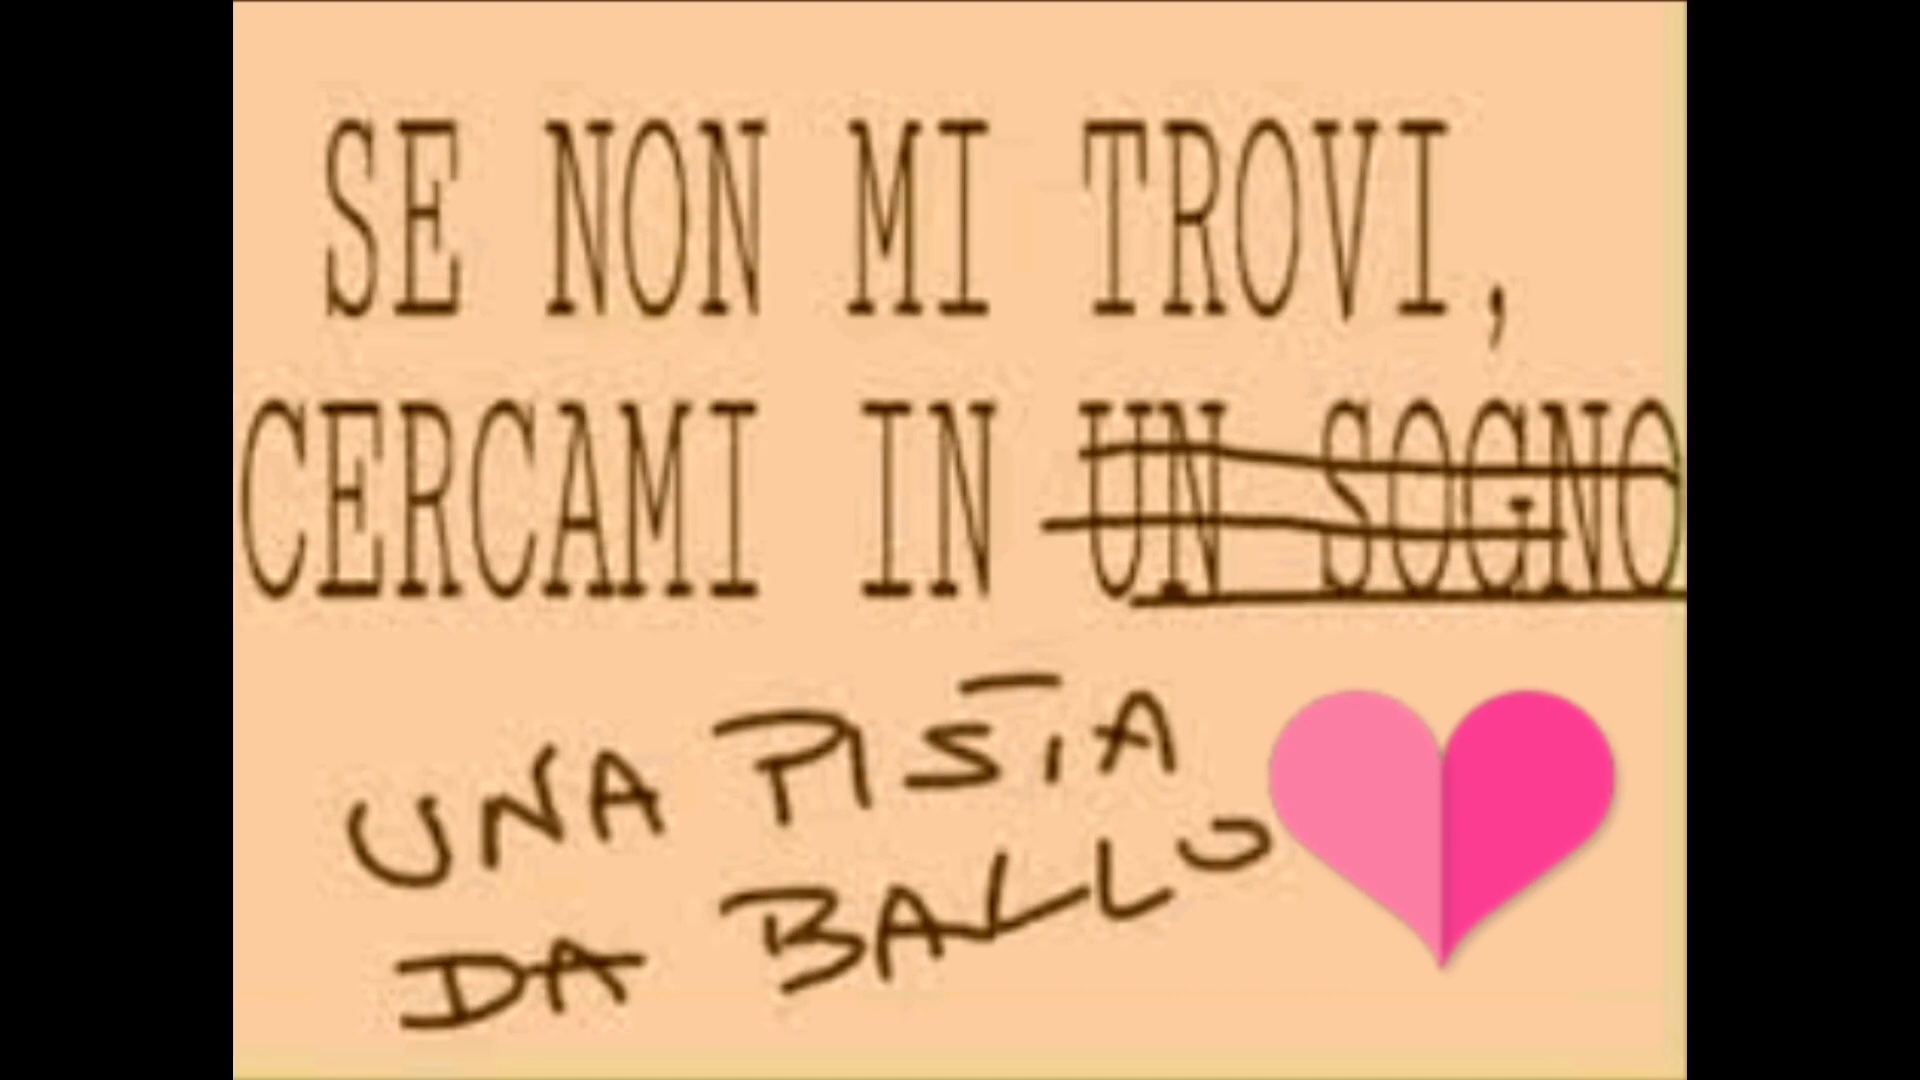 SE NON MI TROVI,
CERCAMI IN UN SOGNO
UNA PISTA
DA BALLO